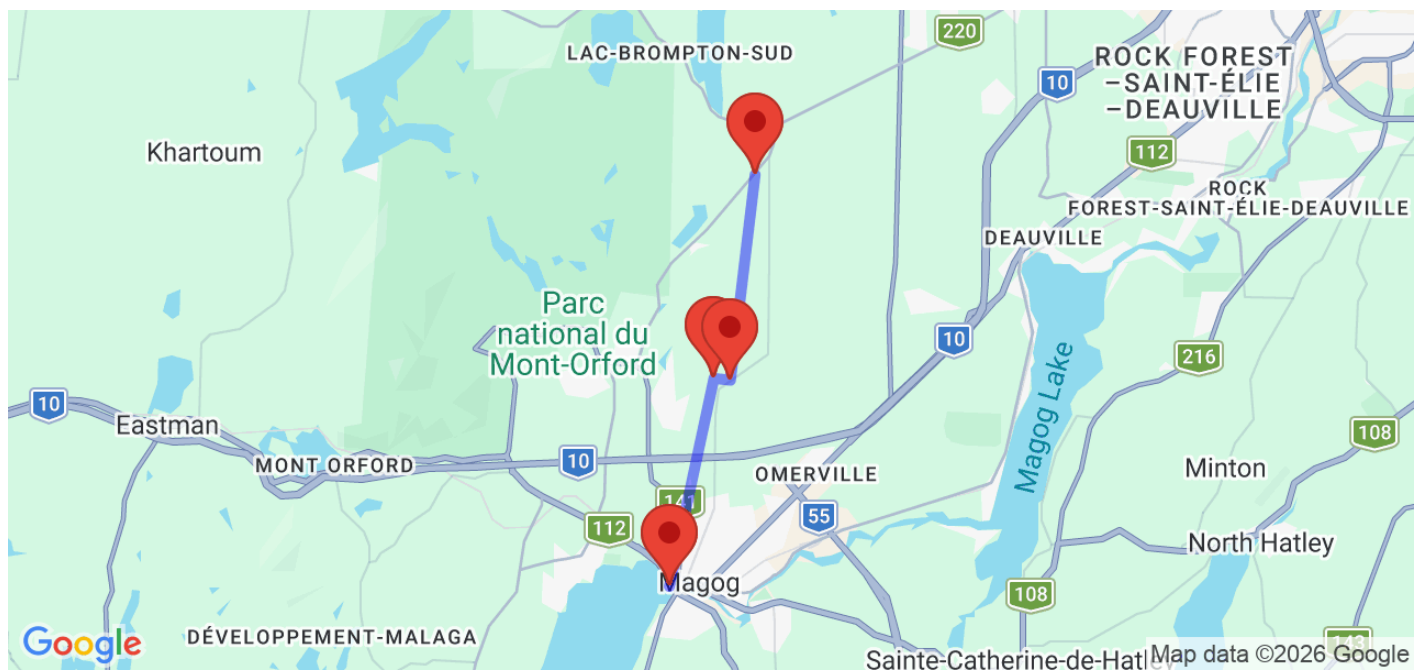 220
LAC-BROMPTON-SUD
ROCK FOREST
-SAINT-ÉLIE
-DEAUVILLE
10
Khartoum
112
ROCK
FOREST-SAINT-ÉLIE-DEAUVILLE
DEAUVILLE
Parc
national du
Mont-Orford
10
216
Magog Lake
10
Eastman
108
MONT ORFORD
10
OMERVILLE
Minton
141
55
112
North Hatley
Magog
108
DÉVELOPPEMENT-MALAGA
Google
143
Sainte-Catherine-de-Hatley
Map data ©2026 Google